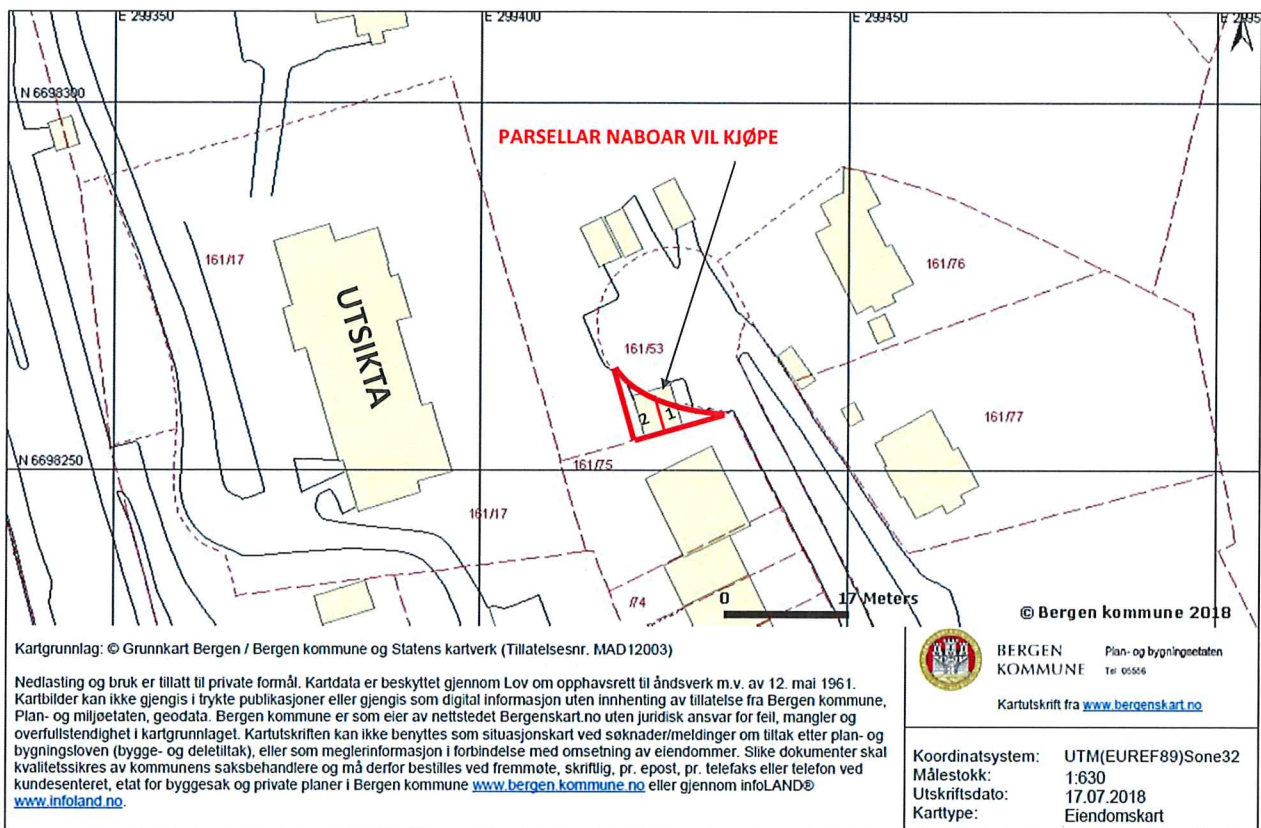 E 299350
E 299400
E 299450
E 2995
N 6698300
PARSELLAR NABOAR VIL KJØPE
161/17
161/76
UTSIKTA
161/53
2
1
161/77
N 6698250
161/75
161/17
/74
0 17 Meters
© Bergen kommune 2018
Kartgrunnlag: © Grunnkart Bergen / Bergen kommune og Statens kartverk (Tillatelsesnr. MAD12003)
Nedlasting og bruk er tillatt til private formål. Kartdata er beskyttet gjennom Lov om opphavsrett til åndsverk m.v. av 12. mai 1961.
Kartbilder kan ikke gjengis i trykte publikasjoner eller gjengis som digital informasjon uten innhenting av tillatelse fra Bergen kommune,
Plan- og miljøetaten, geodata. Bergen kommune er som eier av nettstedet Bergenskart.no uten juridisk ansvar for feil, mangler og
overfullstendighet i kartgrunnlaget. Kartutskriften kan ikke benyttes som situasjonskart ved søknader/meldinger om tiltak etter plan- og
bygningsloven (bygge- og deletiltak), eller som meglerinformasjon i forbindelse med omsetning av eiendommer. Slike dokumenter skal
kvalitetssikres av kommunens saksbehandlere og må derfor bestilles ved fremmøte, skriftlig, pr. epost, pr. telefaks eller telefon ved
kundesenteret, etat for byggesak og private planer i Bergen kommune www.bergen.kommune.no eller gjennom infoLAND®
www.infoland.no.
BERGEN
KOMMUNE
Plan- og bygningsetaten
Tel 05556
Kartutskrift fra www.bergenskart.no
Koordinatsystem: UTM(EUREF89)Sone32
Målestokk: 1:630
Utskriftsdato: 17.07.2018
Karttype: Eiendomskart